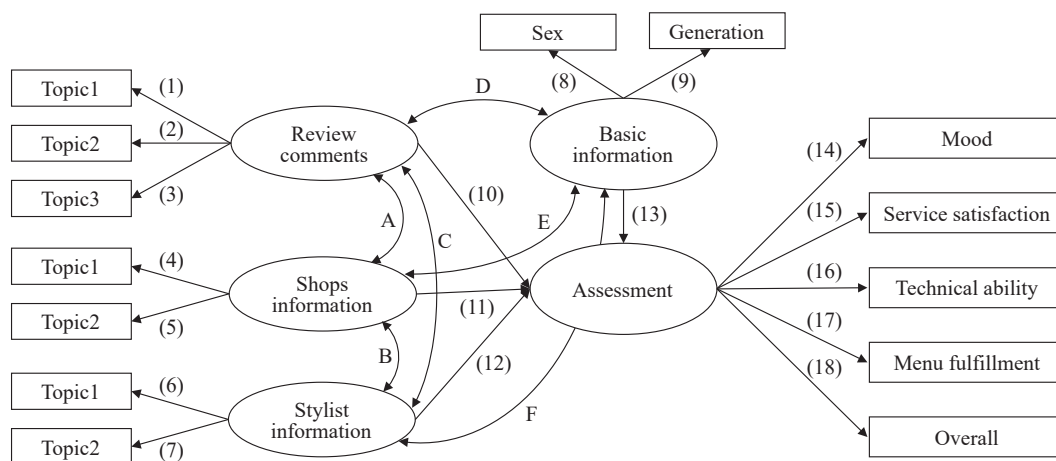 Sex
Generation
(8)
(9)
Topic1
(1)
Topic2
(2)
Topic3
(3)
Review
comments
D
Basic
information
(10)
(13)
A
C
E
Topic1
(4)
Topic2
(5)
Shops
information
(11)
Assessment
B
(12)
Topic1
(6)
Topic2
(7)
Stylist
information
F
(14)
Mood
(15)
Service satisfaction
(16)
Technical ability
(17)
Menu fulfillment
(18)
Overall